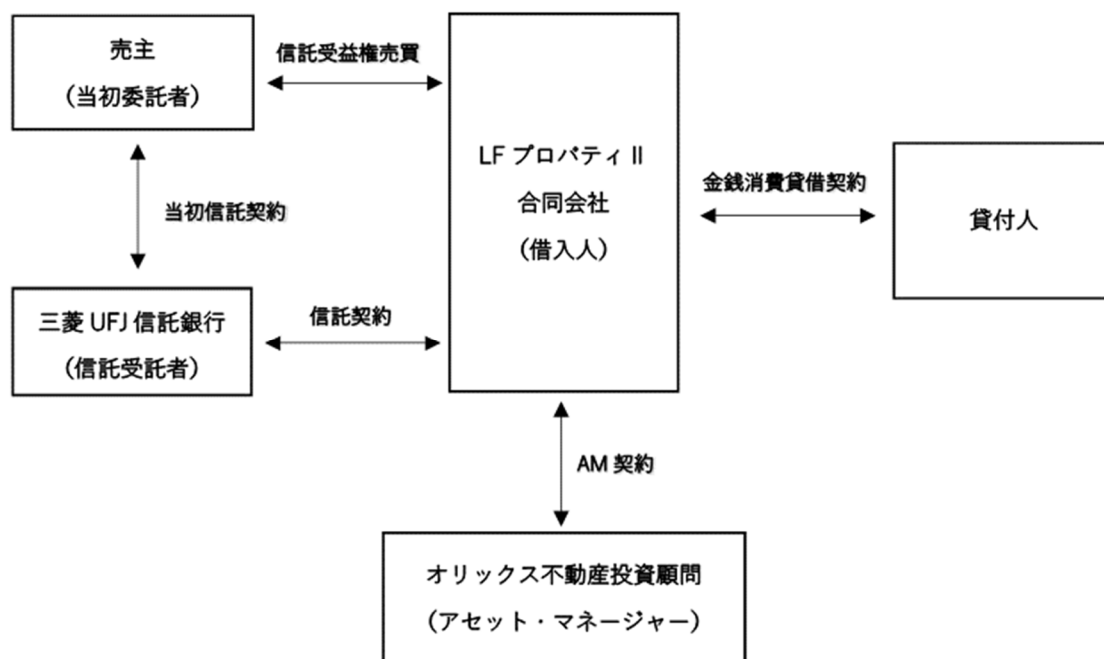 売主
(当初委託者)
信託受益権売買
LF プロパティ II
合同会社
(借入人)
金銭消費貸借契約
貸付人
当初信託契約
三菱 UFJ 信託銀行
(信託受託者)
信託契約
AM 契約
オリックス不動産投資顧問
(アセット・マネージャー)